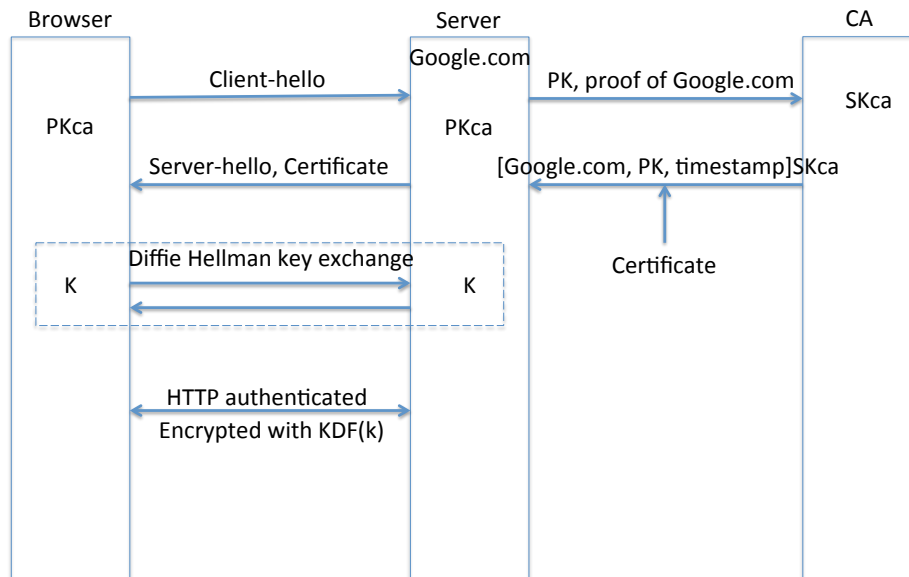 Browser
Server
CA
Google.com
Client-hello
PK, proof of Google.com
SKca
PKca
PKca
Server-hello, Certificate
[Google.com, PK, timestamp]SKca
Diffie Hellman key exchange
Certificate
K
K
HTTP authenticated
Encrypted with KDF(k)